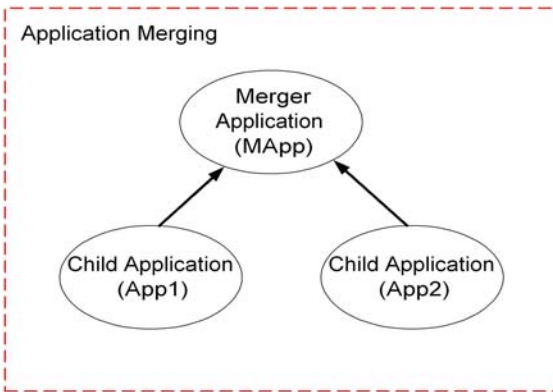 Application Merging
Merger
Application
(MApp)
Child Application
(App1)
Child Application
(App2)